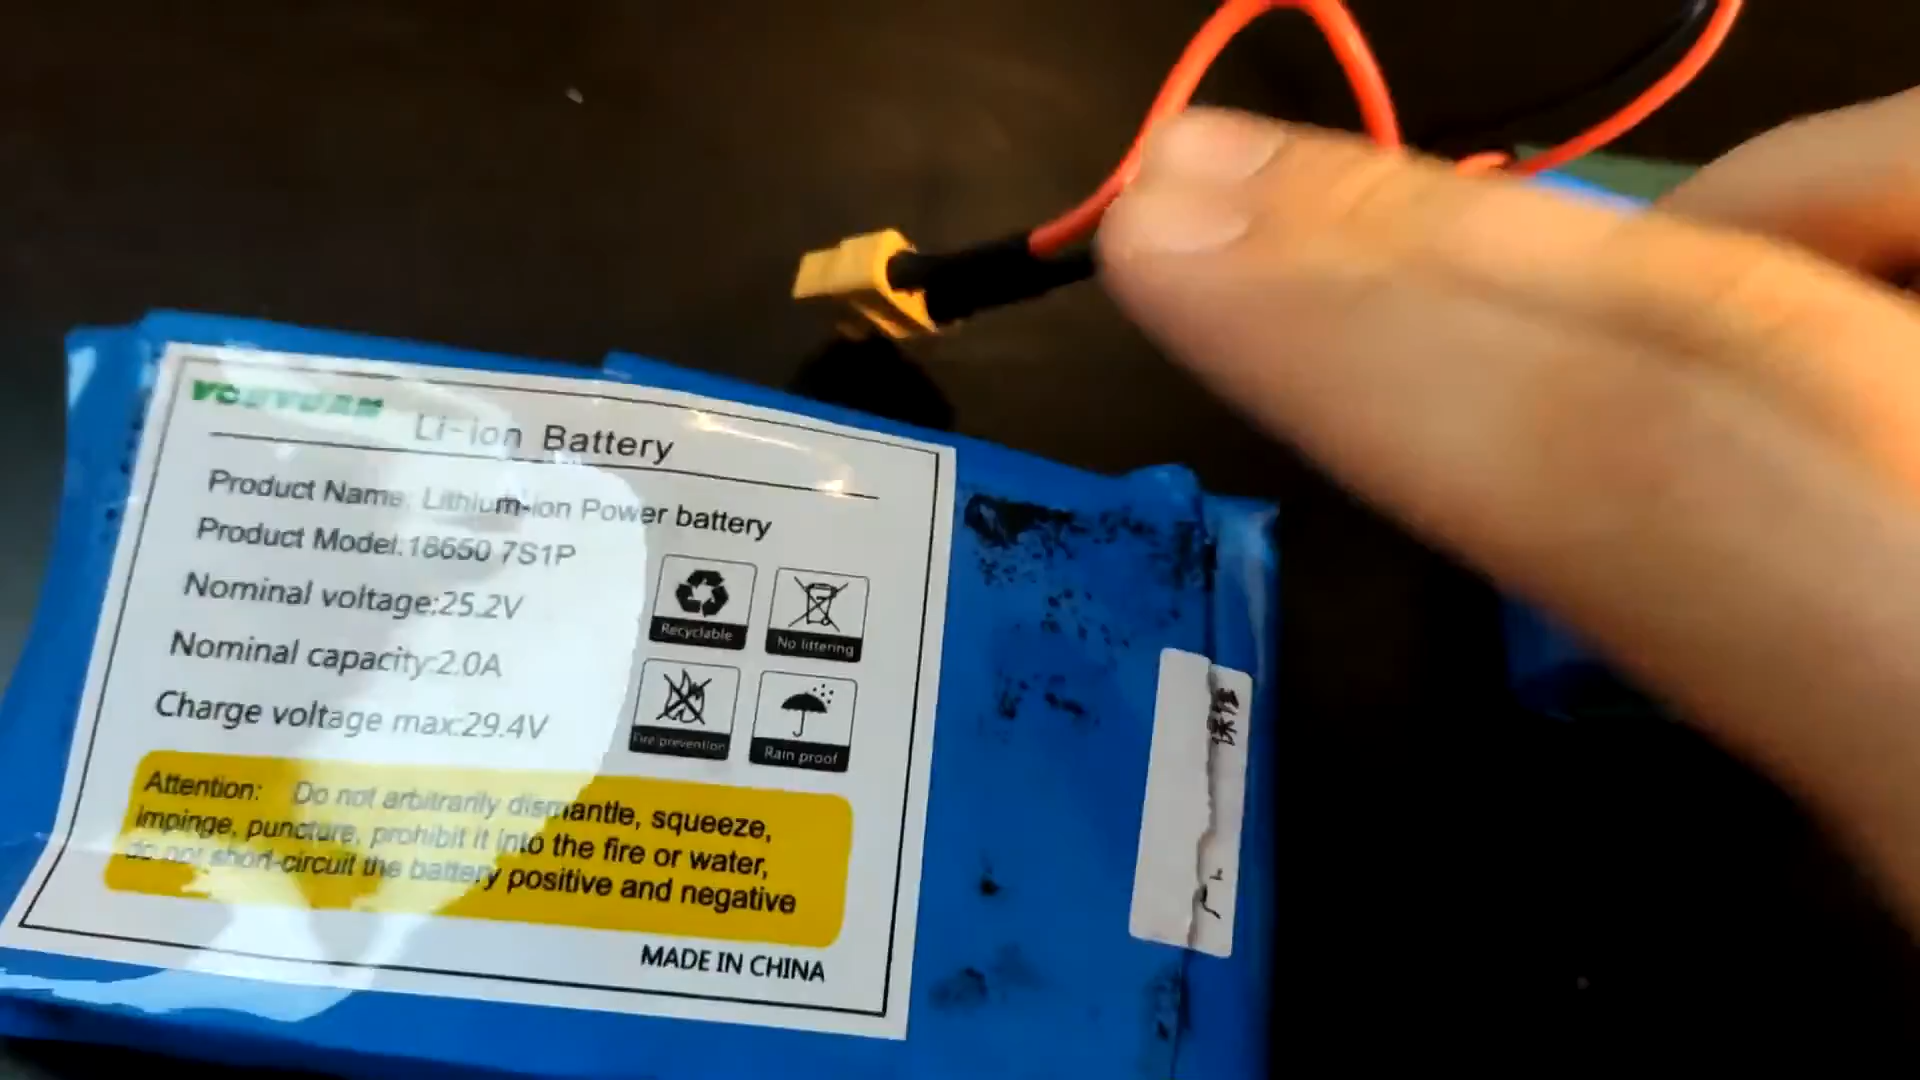 Li-ion Battery
Product Name: Lithium-ion Power battery
Product Model:18650 7S1P
Nominal voltage:25.2V
Nominal capacity:2.0A
Charge voltage max:29.4V
Recyclable
No littering
Fire prevention
Rain proof
Attention: Do not arbitrarily dismantle, squeeze,
impinge, puncture, prohibit it into the fire or water,
do not short-circuit the battery positive and negative
MADE IN CHINA